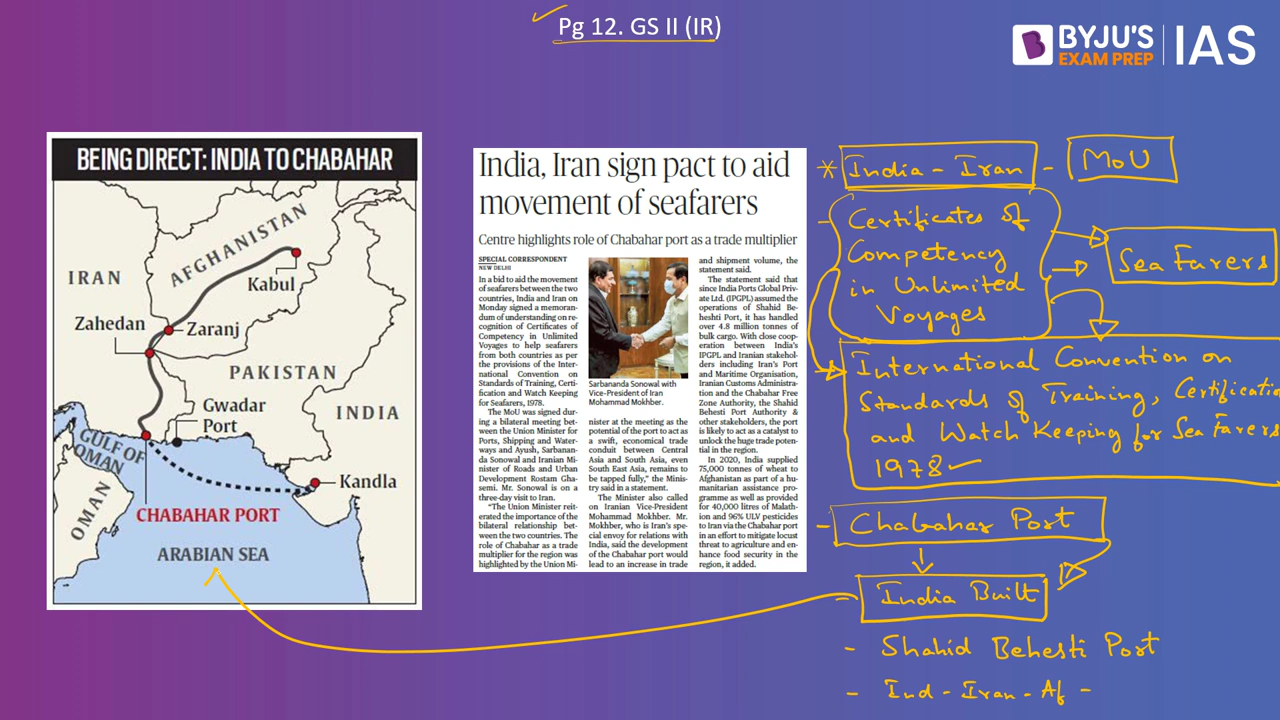 Pg 12. GS II (IR)
BYJU'S
EXAM PREP
IAS
BEING DIRECT: INDIA TO CHABAHAR
AFGHANISTAN
IRAN
Kabul
Zahedan
Zaranj
PAKISTAN
Gwadar
Port
INDIA
GULF OF
OMAN
Kandla
OMAN
CHABAHAR PORT
ARABIAN SEA
India, Iran sign pact to aid
movement of seafarers
Centre highlights role of Chabahar port as a trade multiplier
SPECIAL CORRESPONDENT
NEW DELHI
In a bid to aid the movement
of seafarers between the two
countries, India and Iran on
Monday signed a memoran-
dum of understanding on re-
cognition of Certificates of
Competency in Unlimited
Voyages to help seafarers
from both countries as per
the provisions of the Inter-
national Convention on
Standards of Training, Certi-
fication and Watch Keeping
for Seafarers, 1978.
The MoU was signed dur-
ing a bilateral meeting bet-
ween the Union Minister for
Ports, Shipping and Water-
ways and Ayush, Sarbanan-
da Sonowal and Iranian Mi-
nister of Roads and Urban
Development Rostam Gha-
semi. Mr. Sonowal is on a
three-day visit to Iran.
"The Union Minister reit-
erated the importance of the
bilateral relationship bet-
ween the two countries. The
role of Chabahar as a trade
multiplier for the region was
highlighted by the Union Mi-
Sarbananda Sonowal with
Vice-President of Iran
Mohammad Mokhber.
nister at the meeting as the
potential of the port to act as
a swift, economical trade
conduit between Central
Asia and South Asia, even
South East Asia, remains to
be tapped fully," the Minis-
try said in a statement.
The Minister also called
on Iranian Vice-President
Mohammad Mokhber. Mr.
Mokhber, who is Iran's spe-
cial envoy for relations with
India, said the development
of the Chabahar port would
lead to an increase in trade
and shipment volume, the
statement said.
The statement said that
since India Ports Global Pri-
vate Ltd. (IPGPL) assumed the
operations of Shahid Be-
heshti Port, it has handled
over 4.8 million tonnes of
bulk cargo. With close coop-
eration between India's
IPGPL and Iranian stakehol-
ders including Iran's Port
and Maritime Organisation,
Iranian Customs Administra-
tion and the Chabahar Free
Zone Authority, the Shahid
Behesti Port Authority &
other stakeholders, the port
is likely to act as a catalyst to
unlock the huge trade poten-
tial in the region.
In 2020, India supplied
75,000 tonnes of wheat to
Afghanistan as part of a hu-
manitarian assistance pro-
gramme as well as provided
for 40,000 litres of Malath-
ion and 96% ULV pesticides
to Iran via the Chabahar port
in an effort to mitigate locust
threat to agriculture and en-
hance food security in the
region, it added.
* India - Iran - MoU
- Certificates of
Competency
in Unlimited
Voyages
Sea Farers
International Convention on
Standards of Training, Certificatio
and Watch Keeping for Sea Farers
1978
- Chabahar Port
India Built
- Shahid Behesti Port
- Ind - Iran - Af -